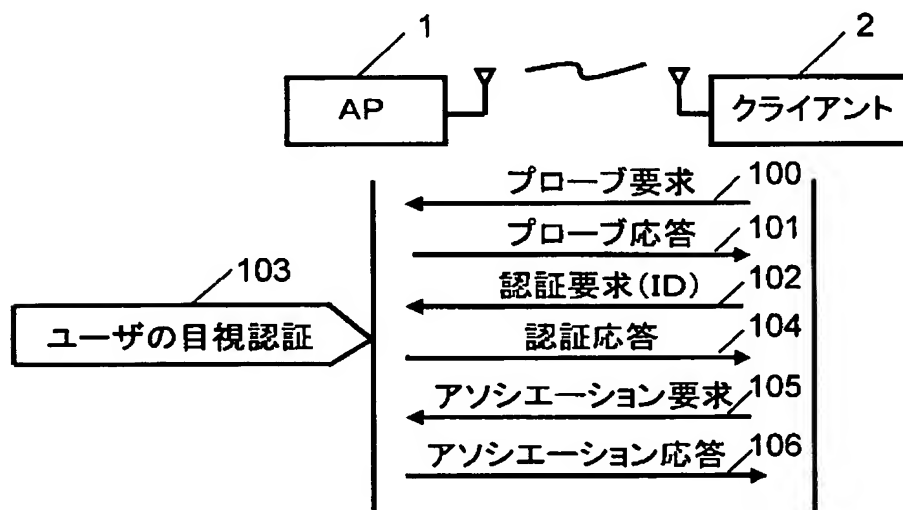 1
2
AP
クライアント
プローブ要求
100
プローブ応答
101
103
認証要求(ID)
102
ユーザの目視認証
認証応答
104
アソシエーション要求
105
アソシエーション応答
106